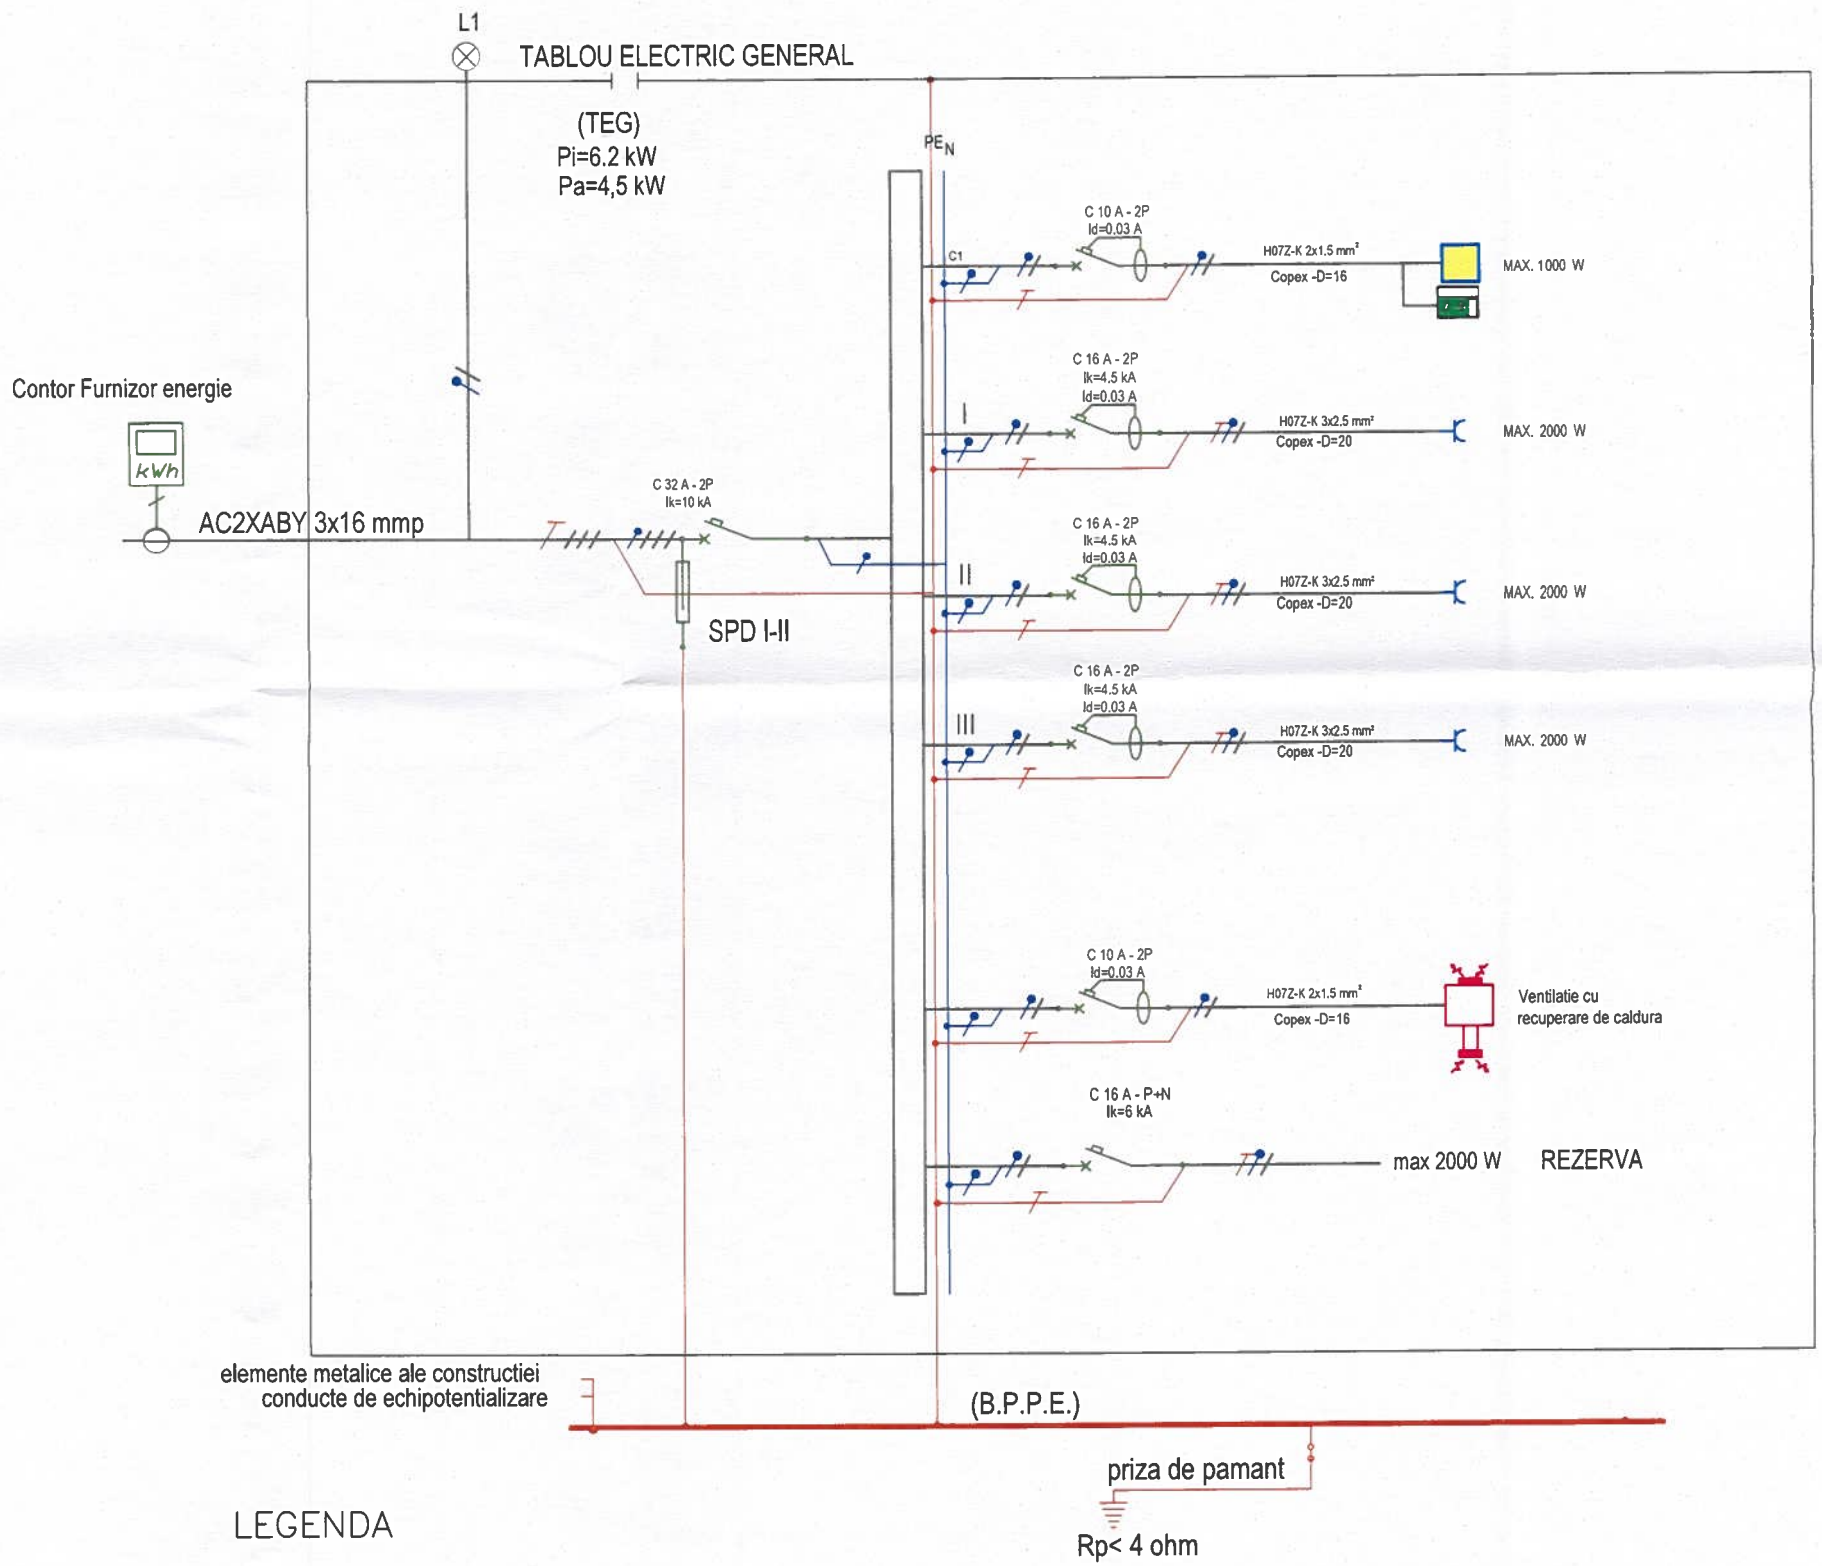 L1
TABLOU ELECTRIC GENERAL
(TEG)
Pi=6.2 kW
Pa=4,5 kW
PE N
C 10 A - 2P
Id=0.03 A
C1
H07Z-K 2x1.5 mm²
Copex -D=16
MAX. 1000 W
Contor Furnizor energie
kWh
C 16 A - 2P
Ik=4.5 kA
Id=0.03 A
I
H07Z-K 3x2.5 mm²
Copex -D=20
MAX. 2000 W
C 32 A - 2P
Ik=10 kA
AC2XABY 3x16 mmp
C 16 A - 2P
Ik=4.5 kA
Id=0.03 A
II
H07Z-K 3x2.5 mm²
Copex -D=20
MAX. 2000 W
SPD I-II
C 16 A - 2P
Ik=4.5 kA
Id=0.03 A
III
H07Z-K 3x2.5 mm²
Copex -D=20
MAX. 2000 W
C 10 A - 2P
Id=0.03 A
H07Z-K 2x1.5 mm²
Copex -D=16
Ventilatie cu
recuperare de caldura
C 16 A - P+N
Ik=6 kA
max 2000 W REZERVA
elemente metalice ale constructiei
conducte de echipotentializare
(B.P.P.E.)
priza de pamant
LEGENDA
Rp< 4 ohm